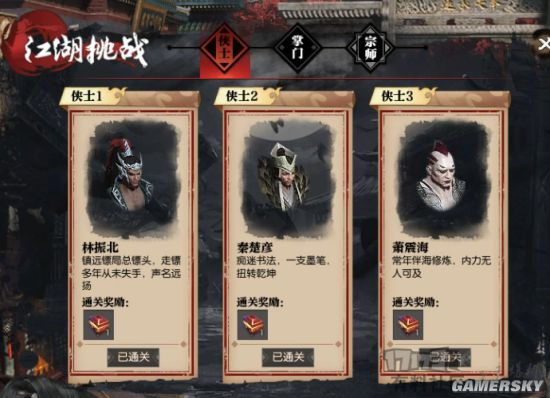 江湖挑战
侠士
掌门
宗师
侠士1
林振北
镇远镖局总镖头，走镖
多年从未失手，声名远
扬
通关奖励：
已通关
侠士2
秦楚彦
痴迷书法，一支墨笔，
扭转乾坤
通关奖励：
已通关
侠士3
萧震海
常年伴海修炼，内力无
人可及
通关奖励：
已通关
GAMERSKY